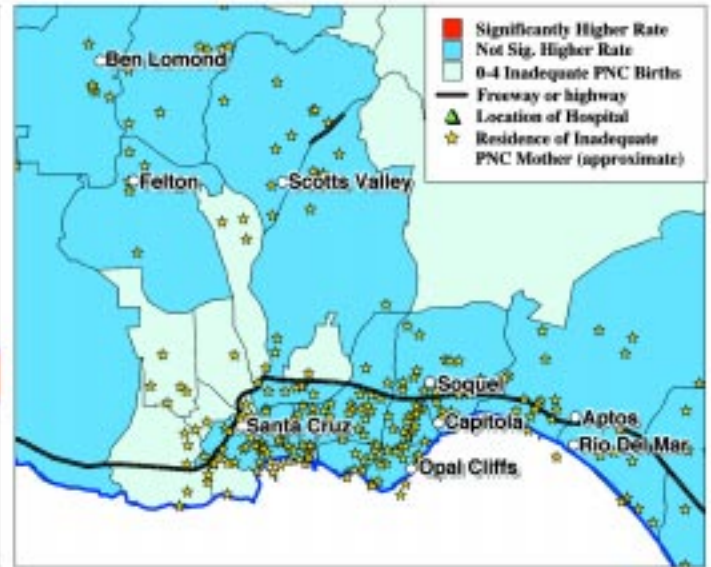 Significantly Higher Rate
Not Sig. Higher Rate
0-4 Inadequate PNC Births
Freeway or highway
Location of Hospital
Residence of Inadequate
PNC Mother (approximate)
Ben Lomond
Felton
Scotts Valley
Soquel
Santa Cruz
Capitola
Aptos
Rio Del Mar
Opal Cliffs